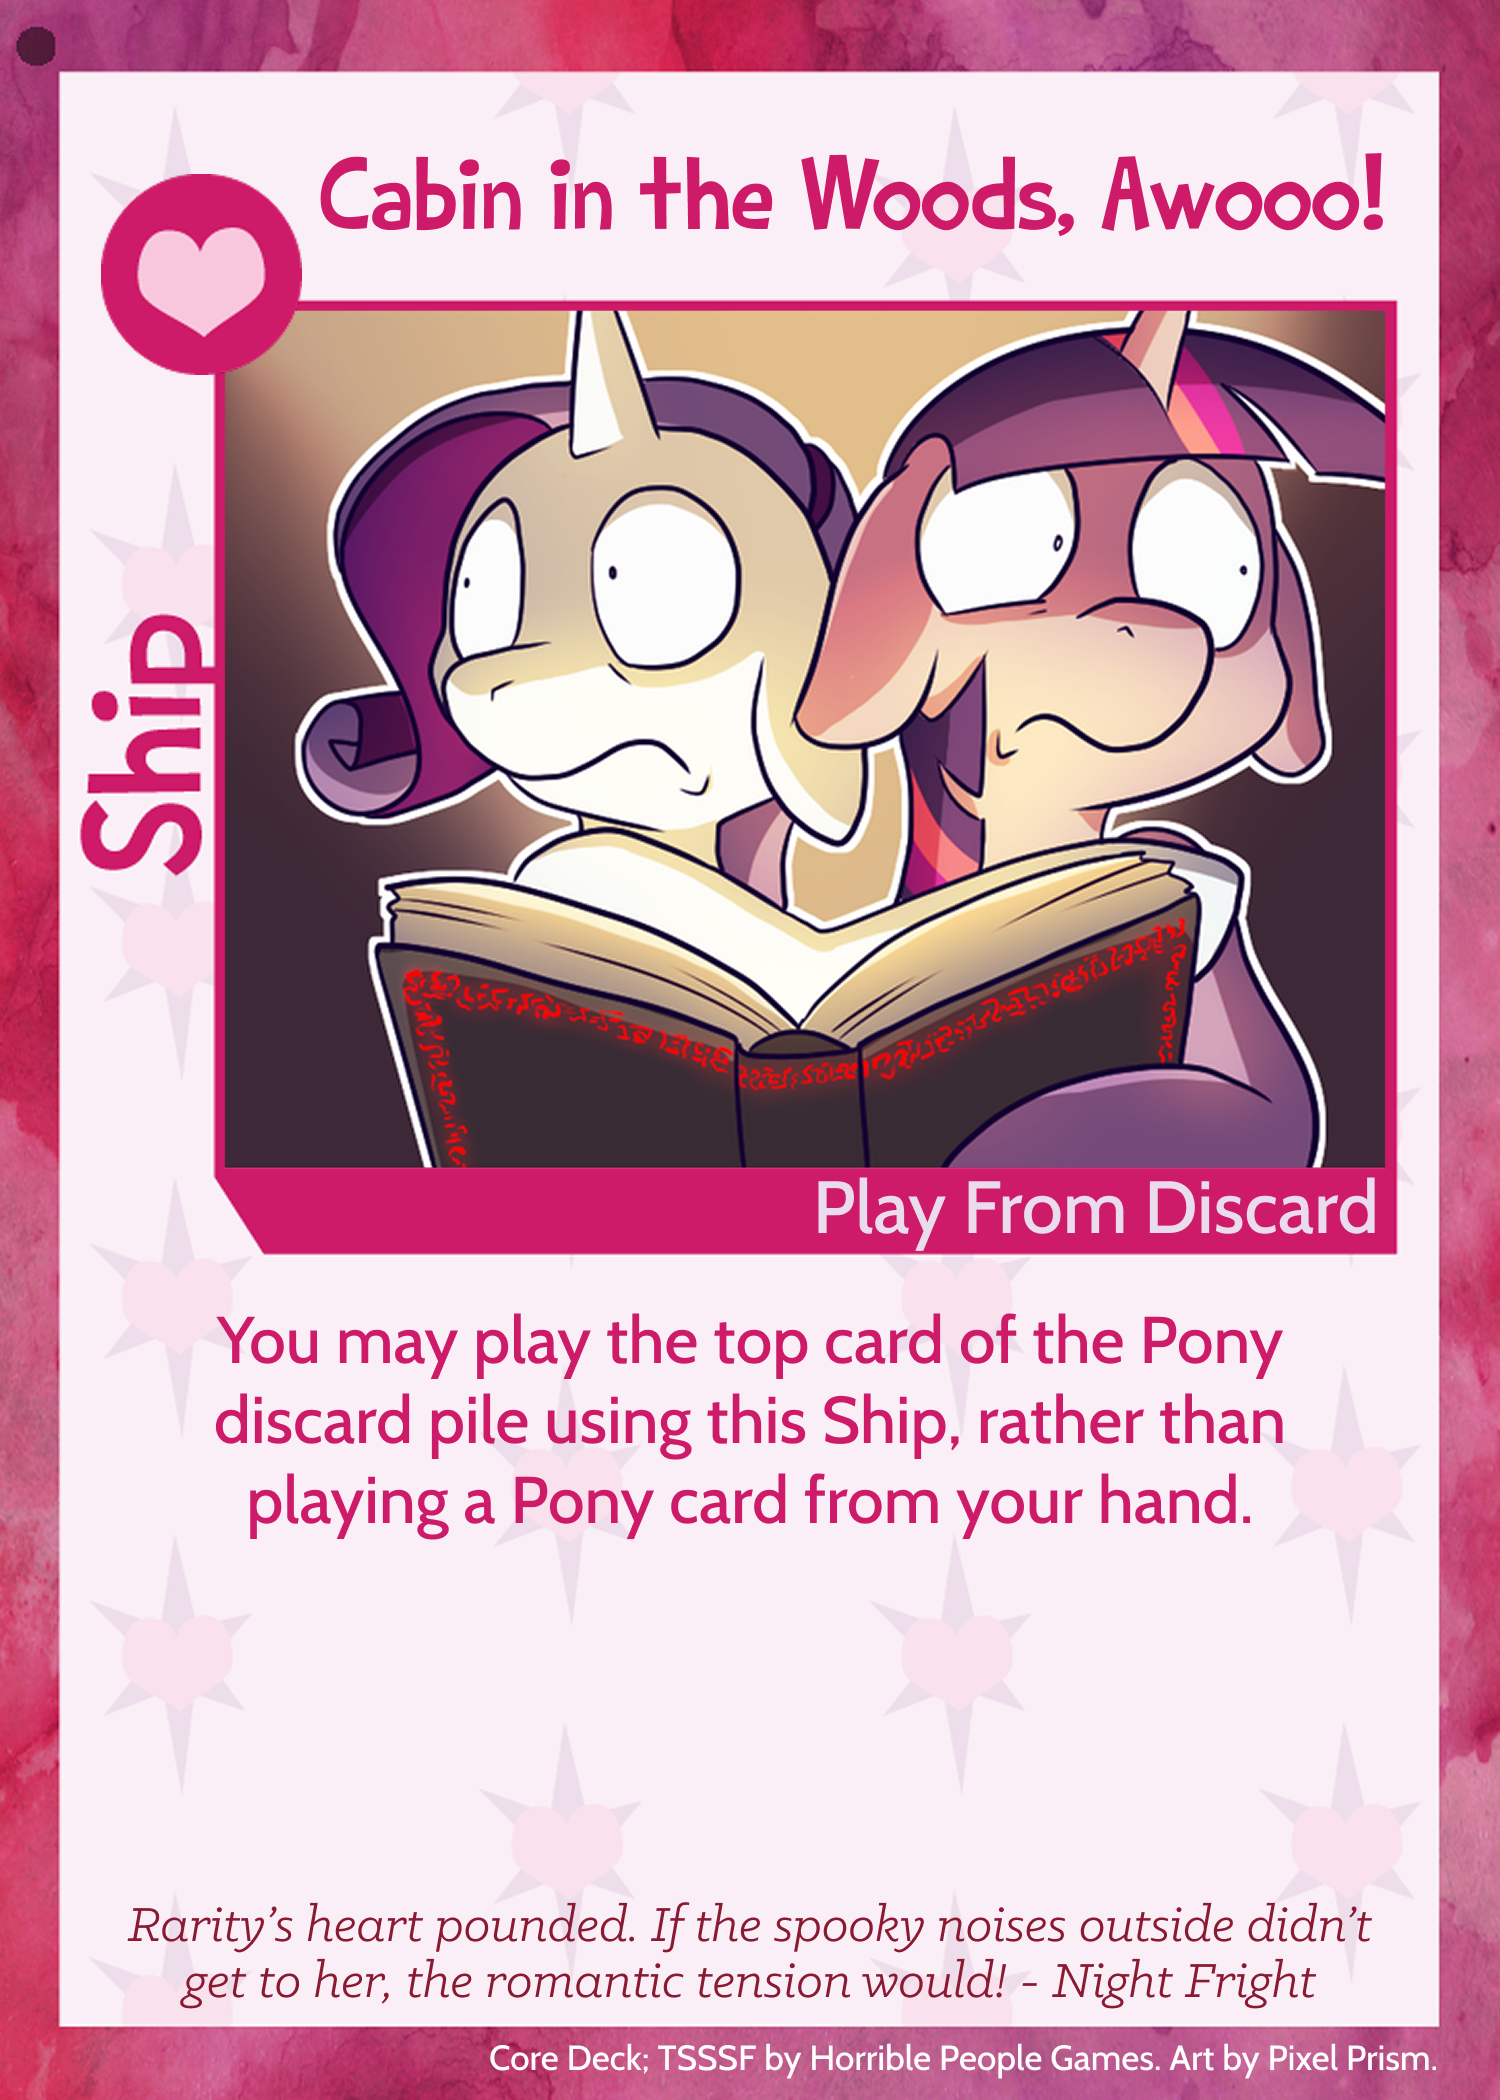 Cabin in the Woods, Awooo!
Ship
Play From Discard
You may play the top card of the Pony
discard pile using this Ship, rather than
playing a Pony card from your hand.
Rarity’s heart pounded. If the spooky noises outside didn’t
get to her, the romantic tension would! - Night Fright
Core Deck; TSSSF by Horrible People Games. Art by Pixel Prism.